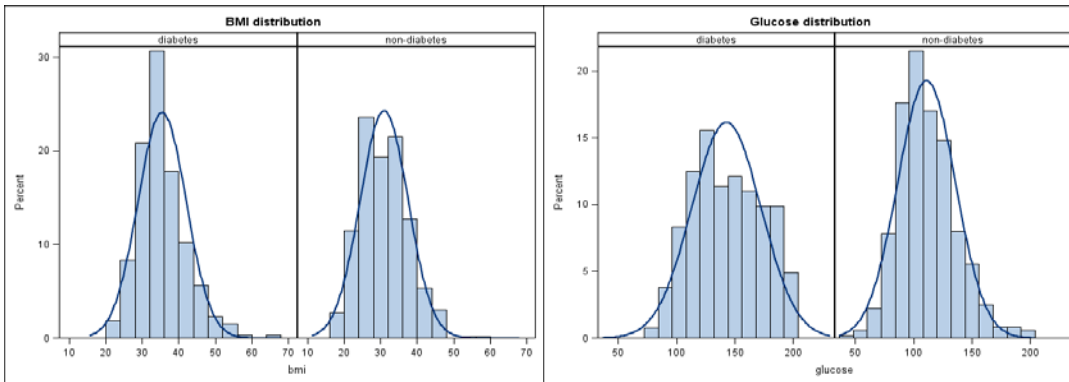 BMI distribution
diabetes
non-diabetes
30
20
10
0
Percent
10 20 30 40 50 60 70
10 20 30 40 50 60 70
bmi
Glucose distribution
diabetes
non-diabetes
20
15
10
5
0
Percent
50 100 150 200
50 100 150 200
glucose